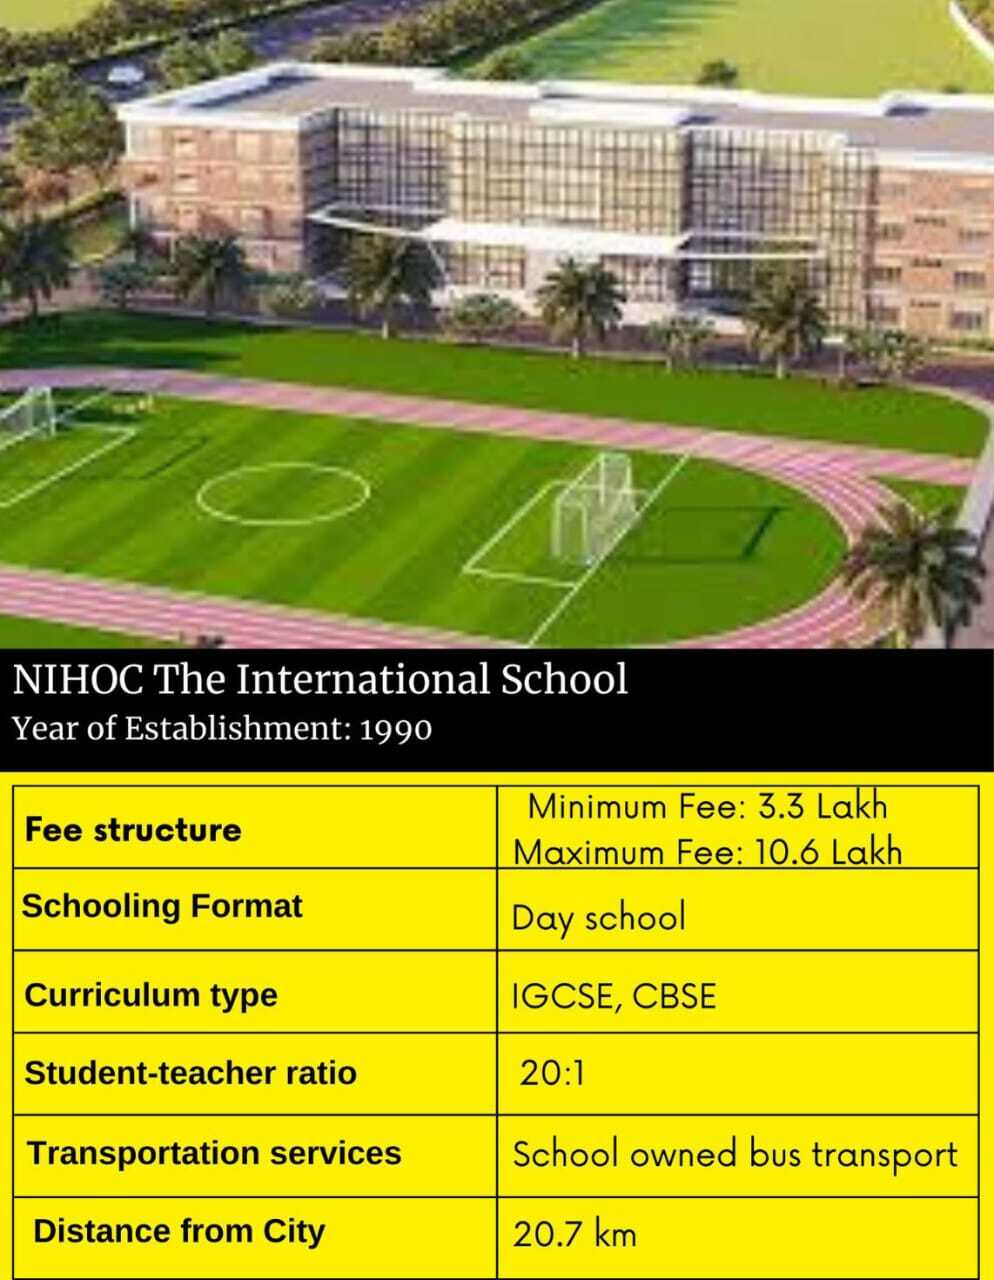 NIHOC The International School
Year of Establishment: 1990
Fee structure
Minimum Fee: 3.3 Lakh
Maximum Fee: 10.6 Lakh
Schooling Format
Day school
Curriculum type
IGCSE, CBSE
Student-teacher ratio
20:1
Transportation services
School owned bus transport
Distance from City
20.7 km